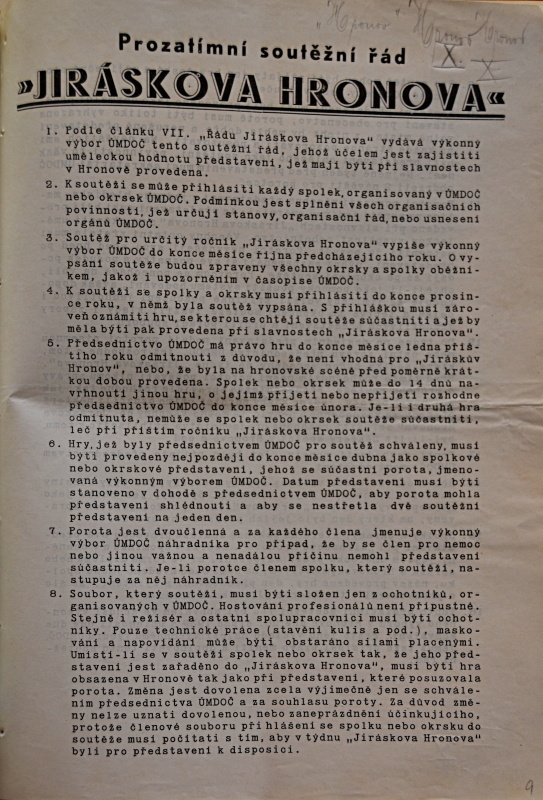 „Hronov" Hronov Hronov
X. X
Prozatímní soutěžní řád
»JIRÁSKOVA HRONOVA«
1. Podle článku VII. „Řádu Jiráskova Hronova" vydává výkonný
výbor ÚMDOČ tento soutěžní řád, jehož účelem jest zajistiti
uměleckou hodnotu představení, jež mají býti při slavnostech
v Hronově provedena.
2. K soutěži se může přihlásiti každý spolek, organisovaný v ÚMDOČ
nebo okrsek ÚMDOČ. Podmínkou jest splnění všech organisačních
povinností, jež určují stanovy, organisační řád, nebo usnesení
orgánů ÚMDOČ.
3. Soutěž pro určitý ročník „Jiráskova Hronova" vypíše výkonný
výbor ÚMDOČ do konce měsíce října předcházejícího roku. O vy-
psání soutěže budou zpraveny všechny okrsky a spolky oběžní-
kem, jakož i upozorněním v časopise ÚMDOČ.
4. K soutěži se spolky a okrsky musí přihlásiti do konce prosin-
ce roku, v němž byla soutěž vypsána. S přihláškou musí záro-
veň oznámiti hru, se kterou se chtějí soutěže súčastniti a jež by
měla býti pak provedena při slavnostech „Jiráskova Hronova".
5. Předsednictvo ÚMDOČ má právo hru do konce měsíce ledna příš-
tího roku odmítnouti z důvodu, že není vhodná pro „Jiráskův
Hronov", nebo, že byla na hronovské scéně před poměrně krát-
kou dobou provedena. Spolek nebo okrsek může do 14 dnů na-
vrhnouti jinou hru, o jejímž přijetí nebo nepřijetí rozhodne
předsednictvo ÚMDOČ do konce měsíce února. Je-li i druhá hra
odmítnuta, nemůže se spolek nebo okrsek soutěže súčastniti,
leč při příštím ročníku „Jiráskova Hronova".
6. Hry, jež byly předsednictvem ÚMDOČ pro soutěž schváleny, musí
býti provedeny nejpozději do konce měsíce dubna jako spolkové
nebo okrskové představení, jehož se súčastní porota, jmeno-
vaná výkonným výborem ÚMDOČ. Datum představení musí býti
stanoveno v dohodě s předsednictvem ÚMDOČ, aby porota mohla
představení shlédnouti a aby se nestřetla dvě soutěžní
představení na jeden den.
7. Porota jest dvoučlenná a za každého člena jmenuje výkonný
výbor ÚMDOČ náhradníka pro případ, že by se člen pro nemoc
nebo jinou važnou a nenadálou příčinu nemohl představení
súčastniti. Je-li porotce členem spolku, který soutěží, na-
stupuje za něj náhradník.
8. Soubor, který soutěží, musí býti složen jen z ochotníků, or-
ganisovaných v ÚMDOČ. Hostování profesionálů není přípustné.
Stejně i režisér a ostatní spolupracovníci musí býti ochot-
níky. Pouze technické práce (stavění kulis a pod.), masko-
vání a napovídání může býti obstaráno silami placenými.
Umístí-li se v soutěži spolek nebo okrsek tak, že jeho před-
stavení jest zařaděno do „Jiráskova Hronova", musí býti hra
obsazena v Hronově tak jako při představení, které posuzovala
porota. Změna jest dovolena zcela výjimečně jen se schvále-
ním předsednictva ÚMDOČ a za souhlasu poroty. Za důvod změ-
ny nelze uznati dovolenou, nebo zaneprázdnění účinkujícího,
protože členové souboru přihlášení se spolku nebo okrsku do
soutěže musí počítati s tím, aby v týdnu „Jiráskova Hronova"
byli pro představení k disposici.
9